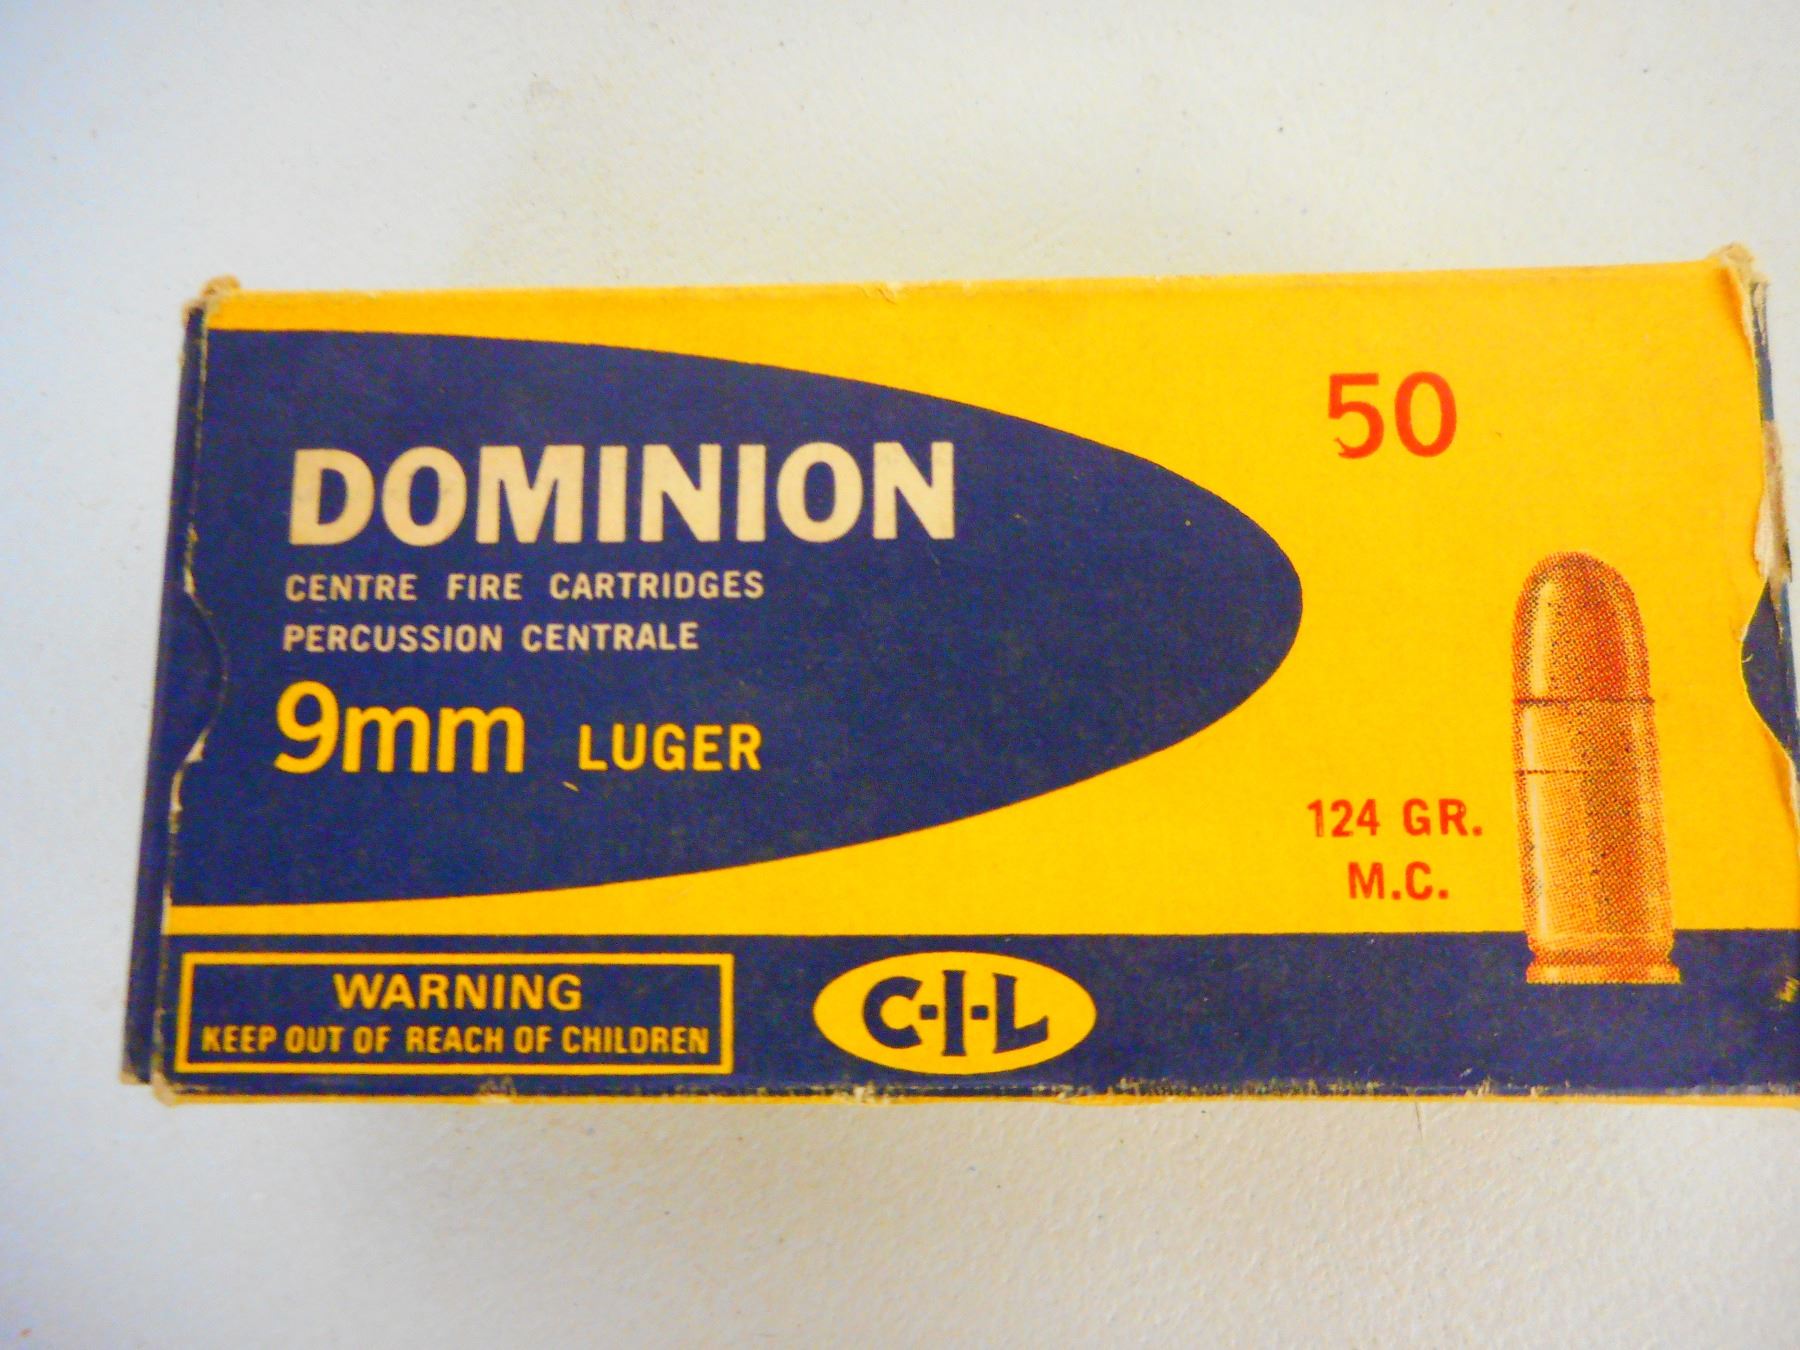 50
DOMINION
CENTRE FIRE CARTRIDGES
PERCUSSION CENTRALE
9mm LUGER
124 GR.
M.C.
WARNING
KEEP OUT OF REACH OF CHILDREN
C-I-L